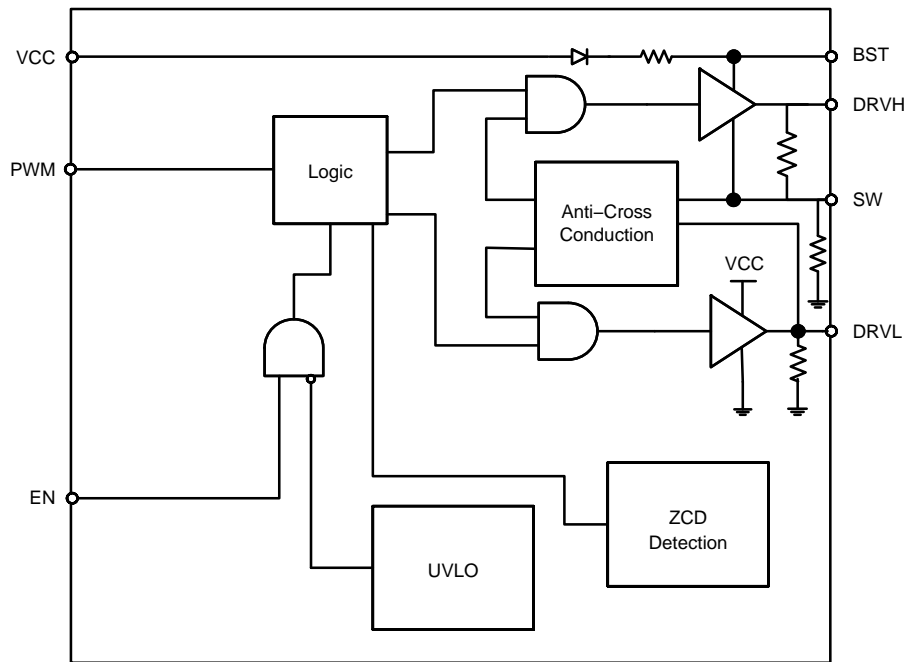 VCC
BST
DRVH
PWM
Logic
SW
Anti−Cross
Conduction
VCC
DRVL
EN
ZCD
Detection
UVLO